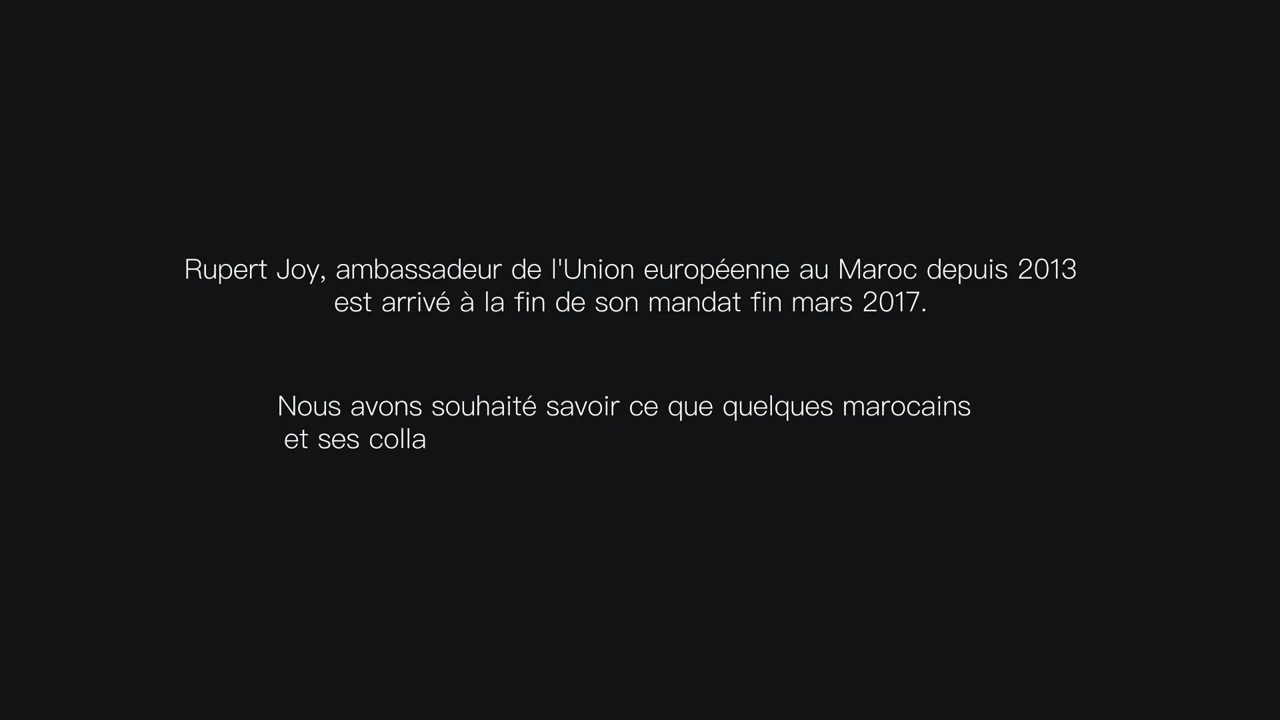 Rupert Joy, ambassadeur de l'Union européenne au Maroc depuis 2013
est arrivé à la fin de son mandat fin mars 2017.
Nous avons souhaité savoir ce que quelques marocains
et ses colla